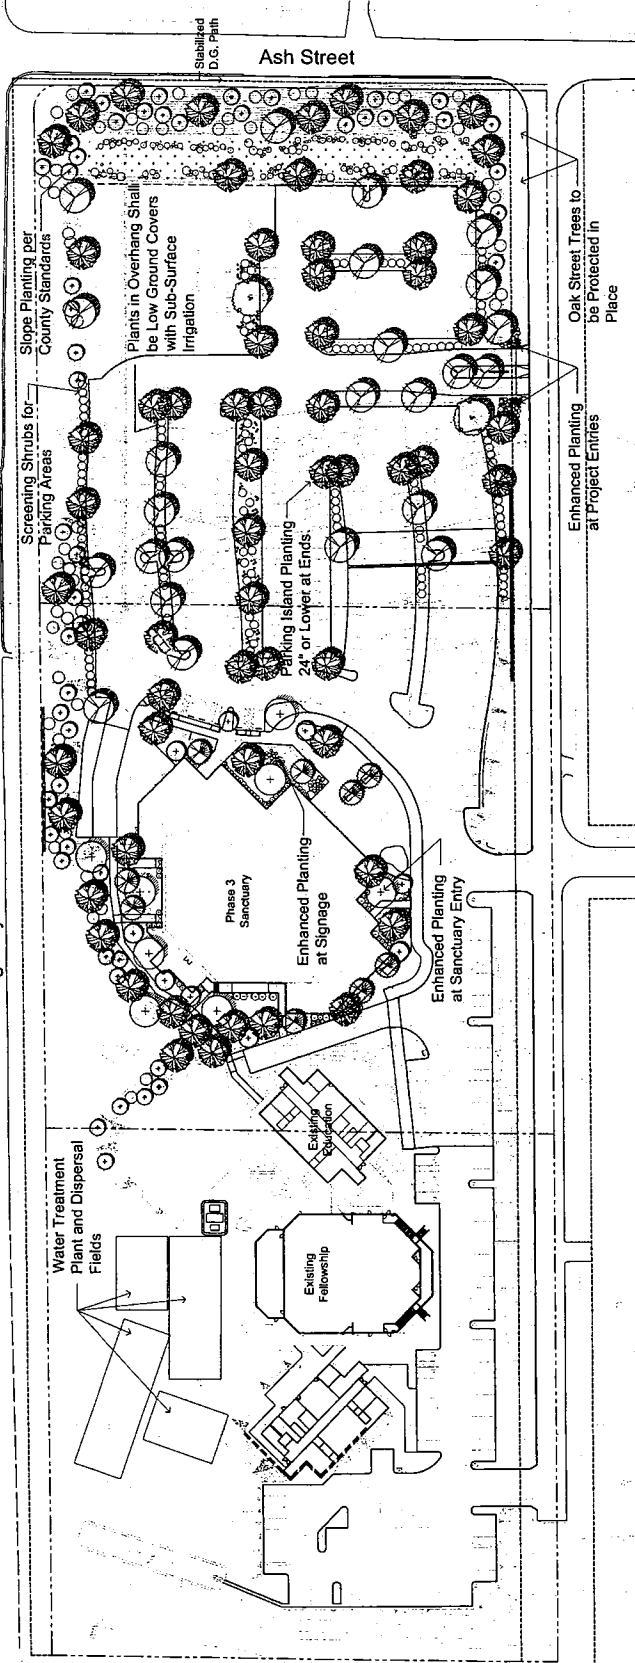 Ash Street
Stabilized
D.G. Path
Slope Planting per
County Standards
Plants in Overhang Shall
be Low Ground Covers
with Sub-Surface
Irrigation
Oak Street Trees to
be Protected in
Place
Screening Shrubs for
Parking Areas
Parking Island Planting
24" or Lower at Ends.
Enhanced Planting
at Project Entries
Phase 3
Sanctuary
Enhanced Planting
at Signage
Enhanced Planting
at Sanctuary Entry
Existing
Education
Water Treatment
Plant and Dispersal
Fields
Existing
Fellowship